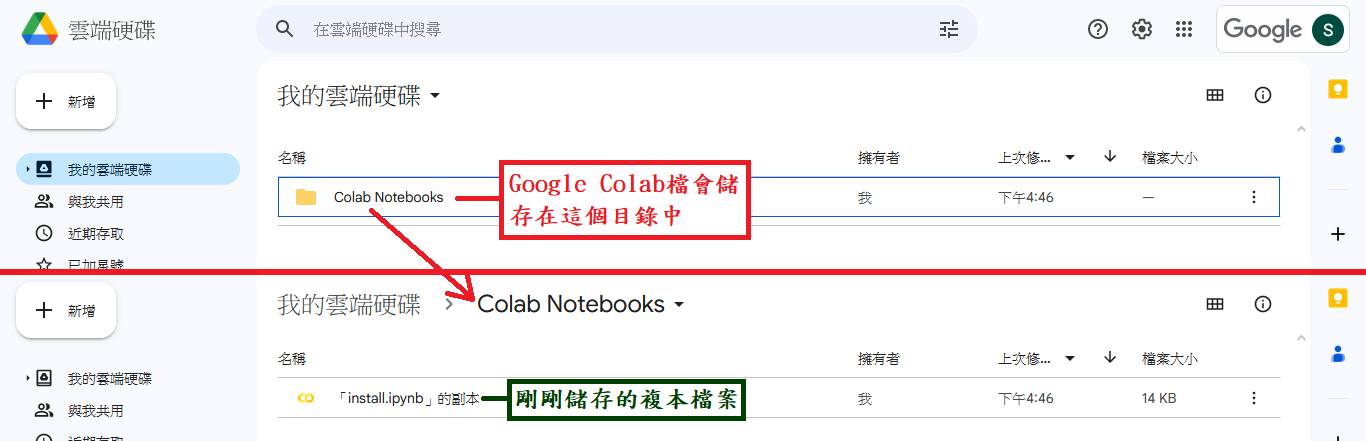 雲端硬碟
在雲端硬碟中搜尋
Google S
新增
我的雲端硬碟
與我共用
近期存取
已加星號
我的雲端硬碟
名稱 擁有者 上次修... 檔案大小
Colab Notebooks 我 下午4:46 —
Google Colab檔會儲
存在這個目錄中
新增
我的雲端硬碟
與我共用
近期存取
我的雲端硬碟 > Colab Notebooks
名稱 擁有者 上次修... 檔案大小
「install.ipynb」的副本 我 下午4:46 14 KB
剛剛儲存的複本檔案